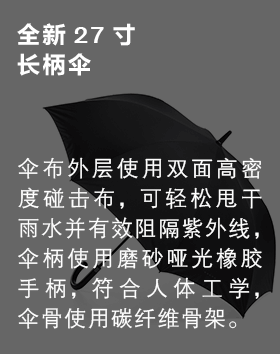 全新 27 寸
长柄伞
伞布外层使用双面高密
度碰击布，可轻松甩干
雨水并有效阻隔紫外线，
伞柄使用磨砂哑光橡胶
手柄，符合人体工学，
伞骨使用碳纤维骨架。